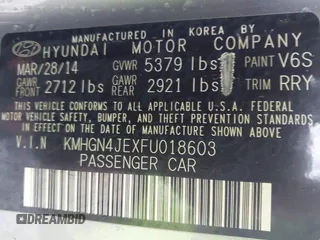 MANUFACTURED IN KOREA BY
HYUNDAI MOTOR COMPANY
MAR/28/14 GVWR 5379 lbs PAINT V6S
GAWR FRONT 2712 lbs GAWR REAR 2921 lbs TRIM RRY
THIS VEHICLE CONFORMS TO ALL APPLICABLE U.S.A FEDERAL
MOTOR VEHICLE SAFETY, BUMPER, AND THEFT PREVENTION STANDARDS
IN EFFECT ON THE DATE OF MANUFACTURE SHOWN ABOVE.
V.I.N KMHGN4JEXFU018603
PASSENGER CAR
DREAMBID